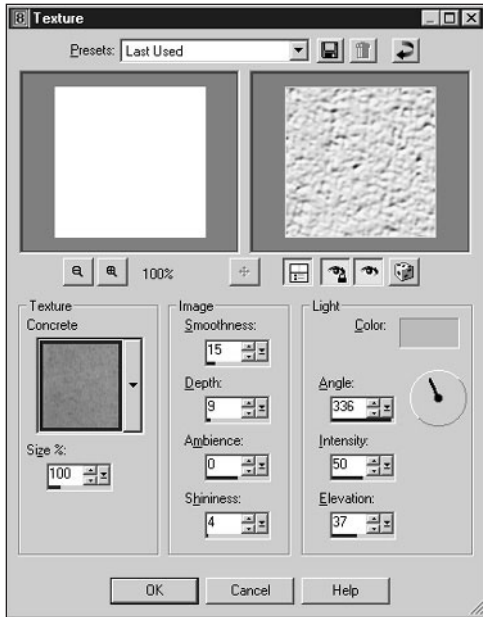 8 Texture
Presets: Last Used
100%
Texture
Concrete
Size %:
100
Image
Smoothness:
15
Depth:
9
Ambience:
0
Shininess:
4
Light
Color:
Angle:
336
Intensity:
50
Elevation:
37
OK Cancel Help